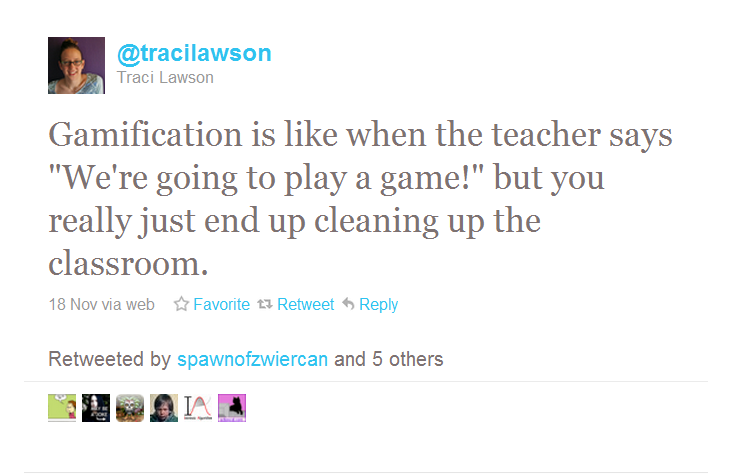 @tracilawson
Traci Lawson
Gamification is like when the teacher says
"We're going to play a game!" but you
really just end up cleaning up the
classroom.
18 Nov via web Favorite Retweet Reply
Retweeted by spawnofzwiercan and 5 others